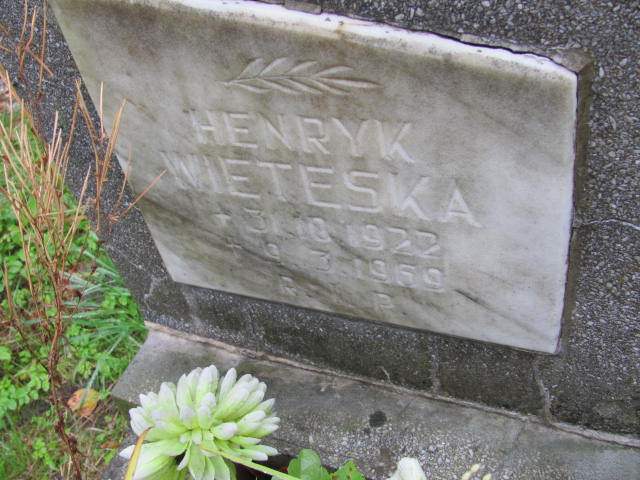 HENRYK
WIETESKA
* 31.10.1922
+ 9.3.1969
R.I.P.